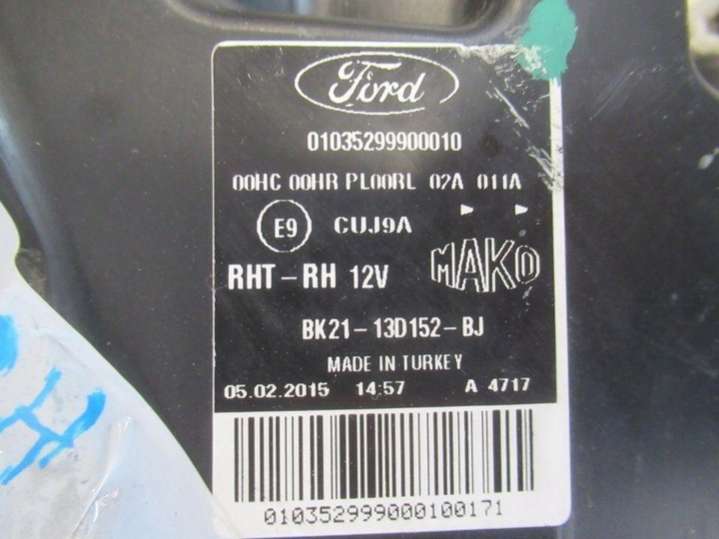 Ford
01035299900010
00HC 00HR PL00RL 02A 011A
E9 CUJ9A
RHT-RH 12V MAKO
BK21-13D152-BJ
MADE IN TURKEY
05.02.2015 14:57 A 4717
010352999000100171